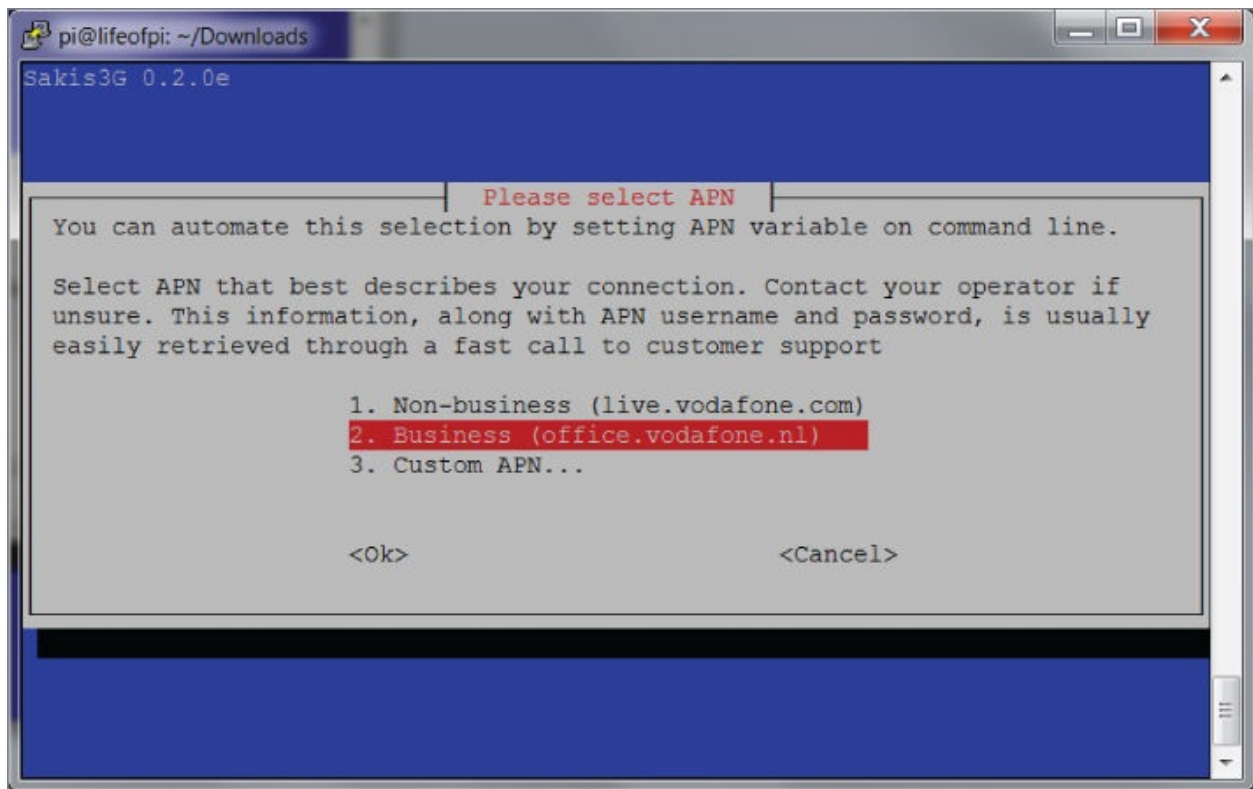 pi@lifeofpi: ~/Downloads
Sakis3G 0.2.0e
Please select APN
You can automate this selection by setting APN variable on command line.
Select APN that best describes your connection. Contact your operator if
unsure. This information, along with APN username and password, is usually
easily retrieved through a fast call to customer support
1. Non-business (live.vodafone.com)
2. Business (office.vodafone.nl)
3. Custom APN...
<Ok> <Cancel>